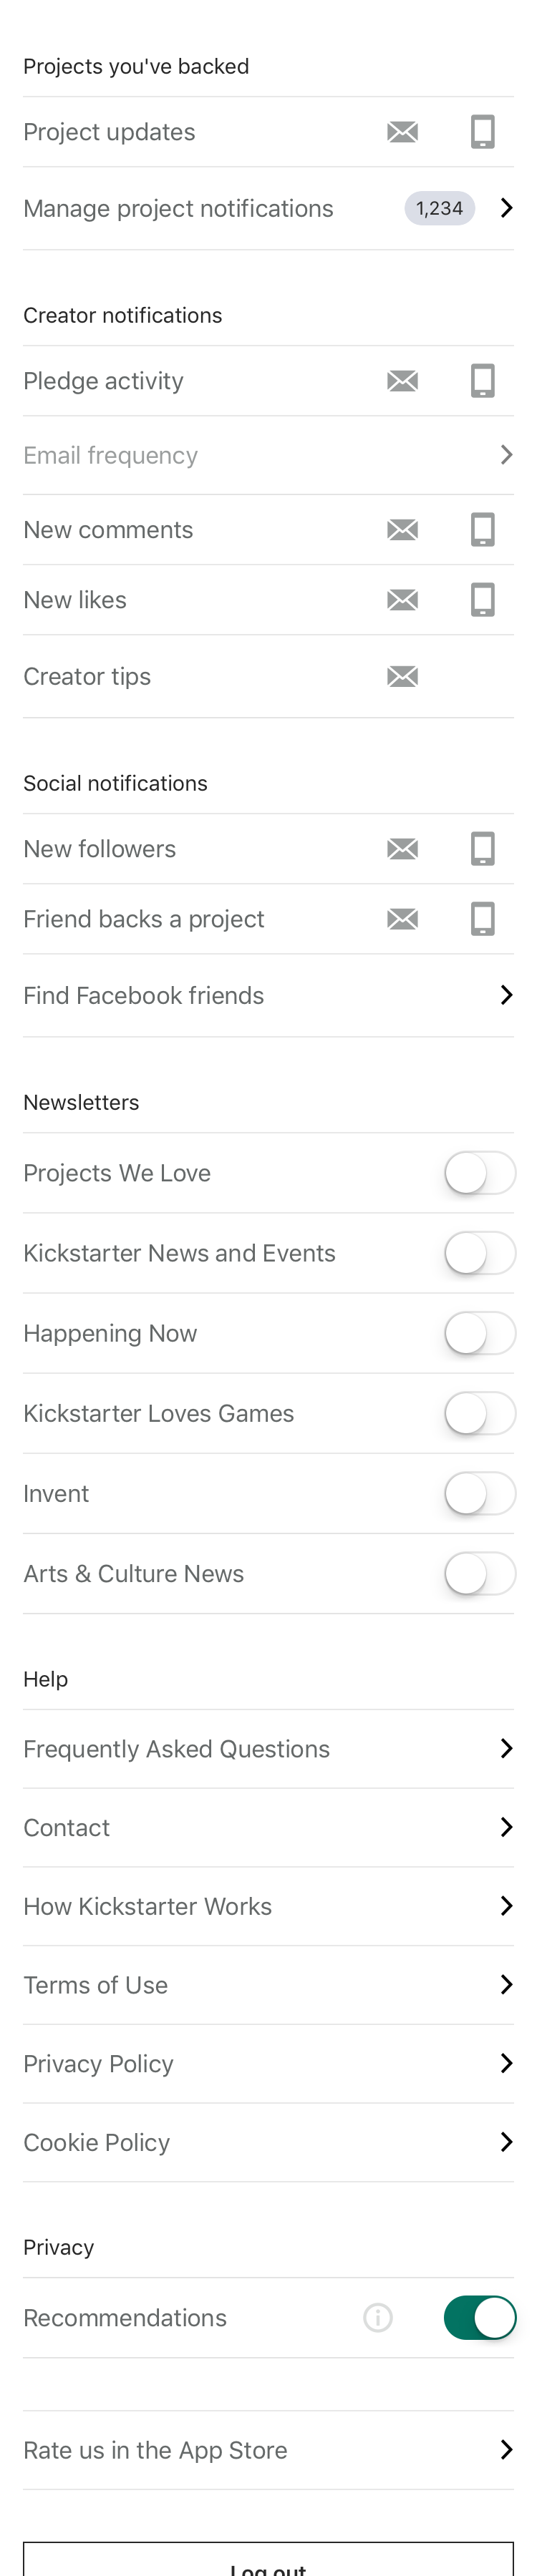 Projects you've backed
Project updates
Manage project notifications 1,234
Creator notifications
Pledge activity
Email frequency
New comments
New likes
Creator tips
Social notifications
New followers
Friend backs a project
Find Facebook friends
Newsletters
Projects We Love
Kickstarter News and Events
Happening Now
Kickstarter Loves Games
Invent
Arts & Culture News
Help
Frequently Asked Questions
Contact
How Kickstarter Works
Terms of Use
Privacy Policy
Cookie Policy
Privacy
Recommendations
Rate us in the App Store
Log out